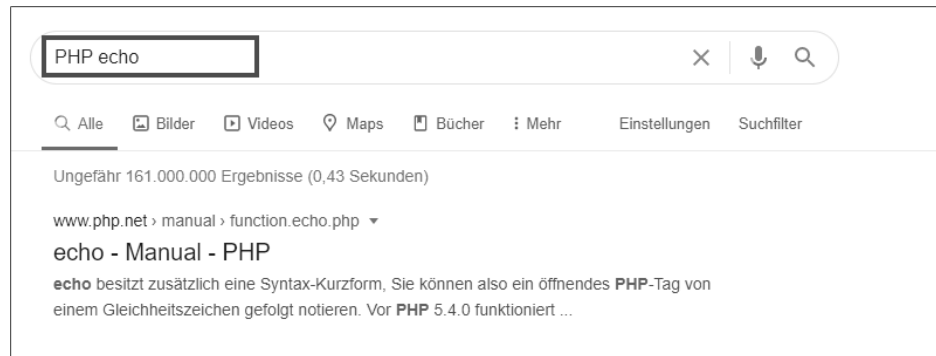 PHP echo
Alle Bilder Videos Maps Bücher Mehr Einstellungen Suchfilter
Ungefähr 161.000.000 Ergebnisse (0,43 Sekunden)
www.php.net › manual › function.echo.php
echo - Manual - PHP
echo besitzt zusätzlich eine Syntax-Kurzform, Sie können also ein öffnendes PHP-Tag von
einem Gleichheitszeichen gefolgt notieren. Vor PHP 5.4.0 funktioniert ...